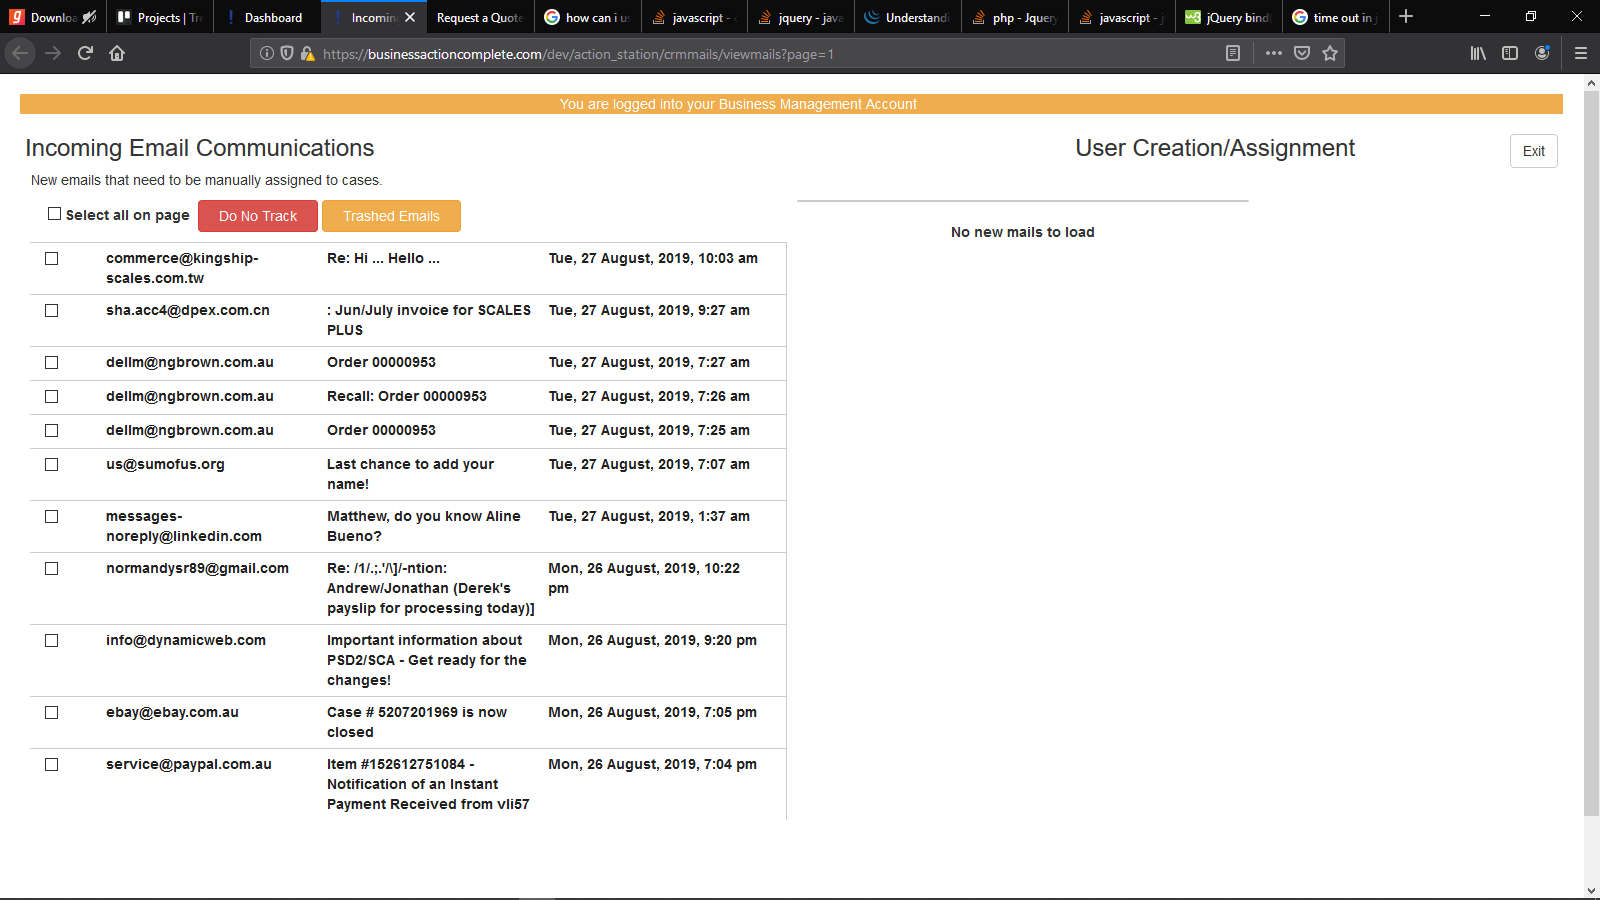 Downloa
Projects | Tre
Dashboard
Incoming
Request a Quote
how can i us
javascript - c
jquery - java
Understandi
php - Jquery
javascript - j
jQuery bind
time out in j
https://businessactioncomplete.com/dev/action_station/crmmails/viewmails?page=1
You are logged into your Business Management Account
Incoming Email Communications
User Creation/Assignment
Exit
New emails that need to be manually assigned to cases.
Select all on page
Do No Track
Trashed Emails
No new mails to load
commerce@kingship-
scales.com.tw
Re: Hi ... Hello ...
Tue, 27 August, 2019, 10:03 am
sha.acc4@dpex.com.cn
: Jun/July invoice for SCALES
PLUS
Tue, 27 August, 2019, 9:27 am
dellm@ngbrown.com.au
Order 00000953
Tue, 27 August, 2019, 7:27 am
dellm@ngbrown.com.au
Recall: Order 00000953
Tue, 27 August, 2019, 7:26 am
dellm@ngbrown.com.au
Order 00000953
Tue, 27 August, 2019, 7:25 am
us@sumofus.org
Last chance to add your
name!
Tue, 27 August, 2019, 7:07 am
messages-
noreply@linkedin.com
Matthew, do you know Aline
Bueno?
Tue, 27 August, 2019, 1:37 am
normandysr89@gmail.com
Re: /1/.;.'/\]/-ntion:
Andrew/Jonathan (Derek's
payslip for processing today)]
Mon, 26 August, 2019, 10:22
pm
info@dynamicweb.com
Important information about
PSD2/SCA - Get ready for the
changes!
Mon, 26 August, 2019, 9:20 pm
ebay@ebay.com.au
Case # 5207201969 is now
closed
Mon, 26 August, 2019, 7:05 pm
service@paypal.com.au
Item #152612751084 -
Notification of an Instant
Payment Received from vli57
Mon, 26 August, 2019, 7:04 pm